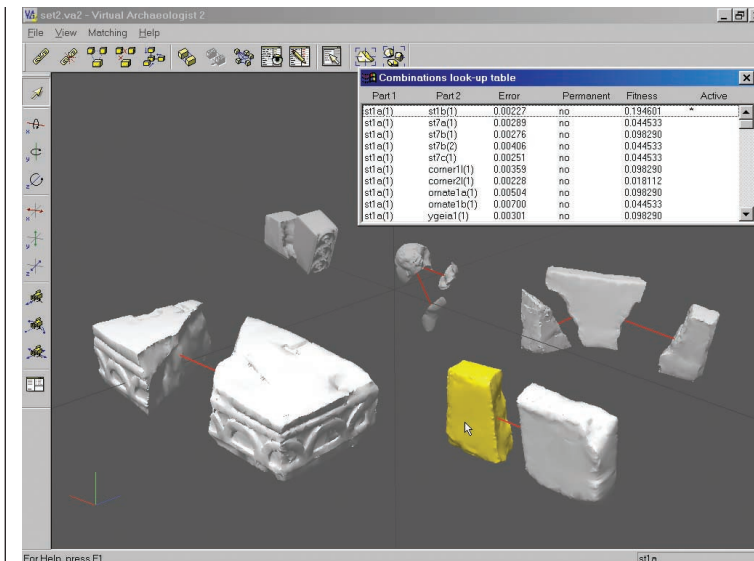 set2.va2 - Virtual Archaeologist 2
File View Matching Help
Combinations look-up table
Part 1 Part 2 Error Permanent Fitness Active
st1a(1) st1b(1) 0.00227 no 0.194601 *
st1a(1) st7a(1) 0.00289 no 0.044533
st1a(1) st7b(1) 0.00276 no 0.098290
st1a(1) st7b(2) 0.00406 no 0.044533
st1a(1) st7c(1) 0.00251 no 0.044533
st1a(1) corner1l(1) 0.00359 no 0.098290
st1a(1) corner2l(1) 0.00228 no 0.018112
st1a(1) ornate1a(1) 0.00504 no 0.098290
st1a(1) ornate1b(1) 0.00700 no 0.044533
st1a(1) ygeia1(1) 0.00301 no 0.098290
For Help, press F1
st1a